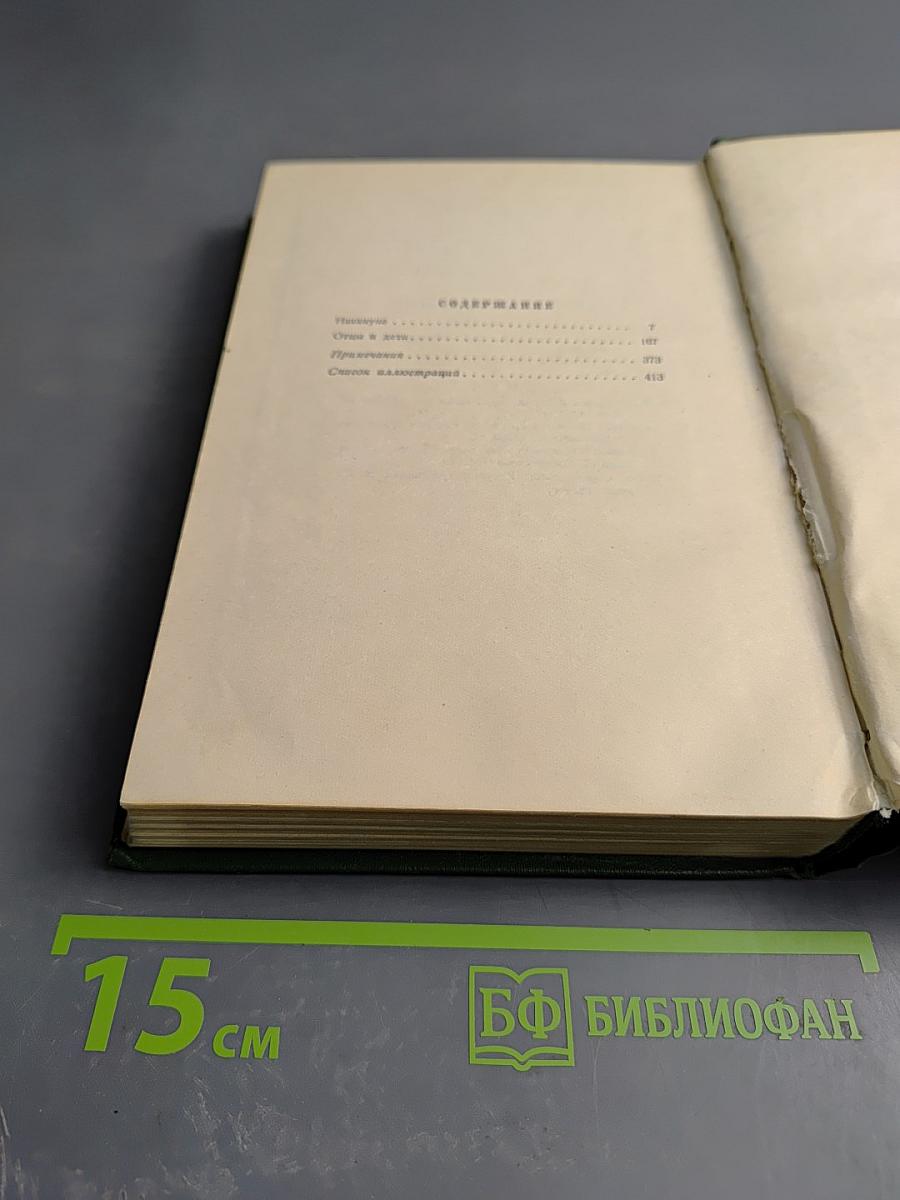 СОДЕРЖАНИЕ
Накануне . . . . . . . . . . . . . . . . . . . . . . . . . . . 7
Отцы и дети. . . . . . . . . . . . . . . . . . . . . . . . . 167
Примечания . . . . . . . . . . . . . . . . . . . . . . . . 373
Список иллюстраций. . . . . . . . . . . . . . . . . . . 413
15 см
БФ БИБЛИОФАН